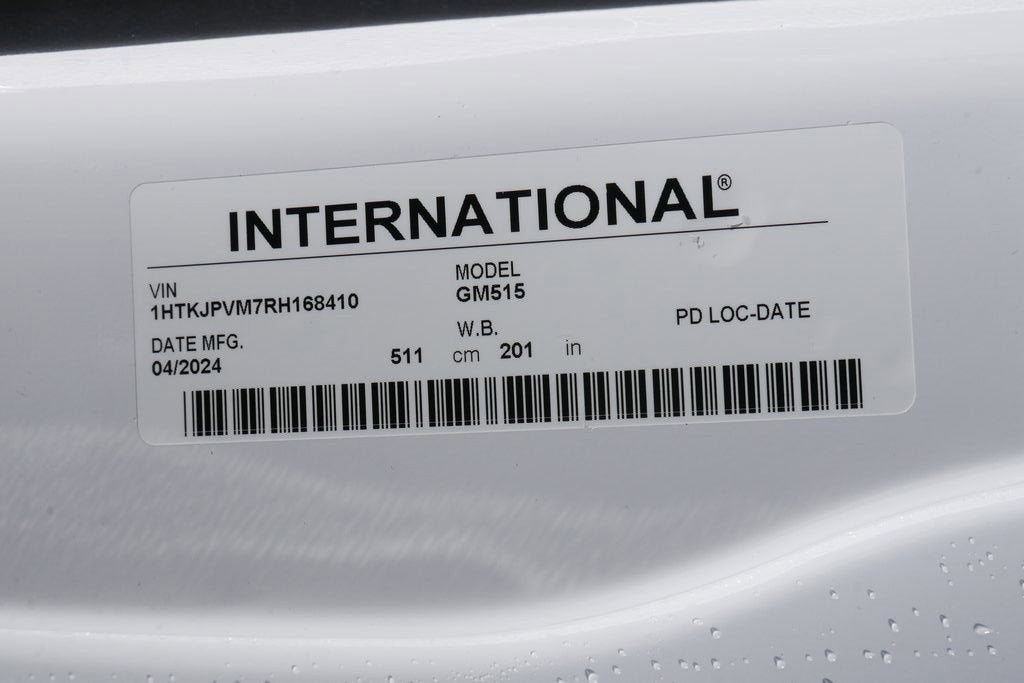 INTERNATIONAL®
VIN
1HTKJPVM7RH168410
MODEL
GM515
DATE MFG.
04/2024
W.B.
511 cm 201 in
PD LOC-DATE